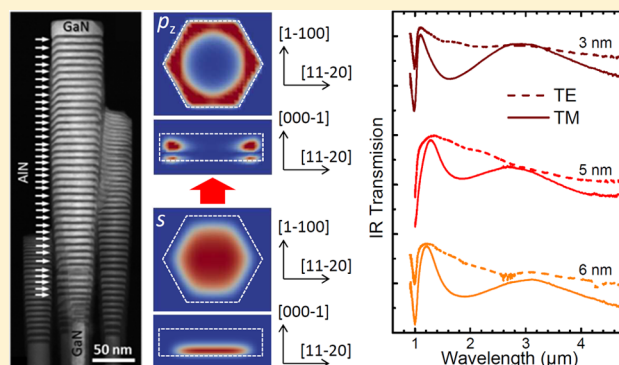 GaN
AlN
GaN
50 nm
pz
[1-100]
[11-20]
[000-1]
[11-20]
s
[1-100]
[11-20]
[000-1]
[11-20]
IR Transmision
3 nm
TE
TM
5 nm
6 nm
1 2 3 4
Wavelength (µm)